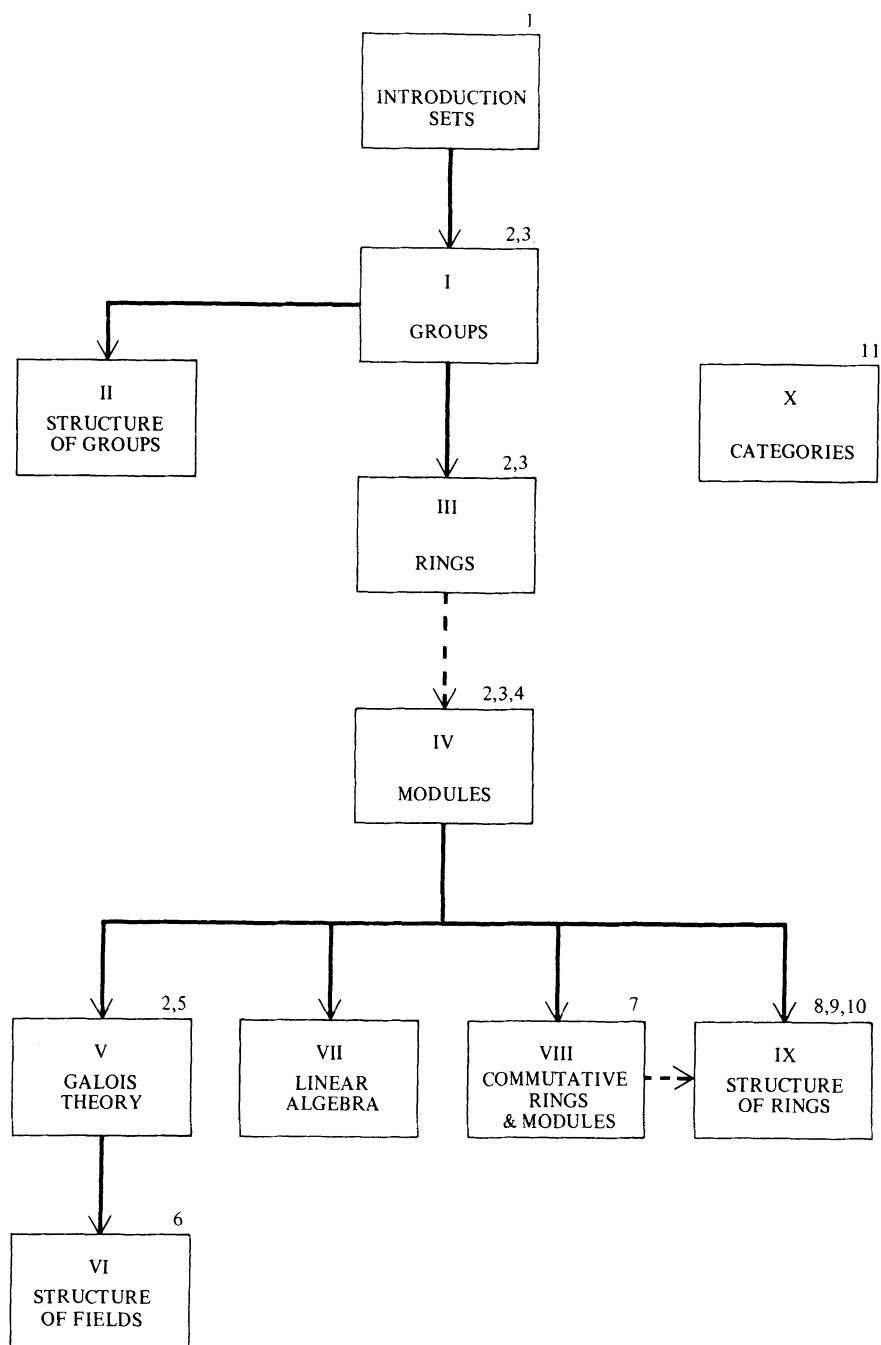 1
INTRODUCTION
SETS
2,3
I
GROUPS
II
STRUCTURE
OF GROUPS
11
X
CATEGORIES
2,3
III
RINGS
2,3,4
IV
MODULES
2,5
V
GALOIS
THEORY
VII
LINEAR
ALGEBRA
7
VIII
COMMUTATIVE
RINGS
& MODULES
8,9,10
IX
STRUCTURE
OF RINGS
6
VI
STRUCTURE
OF FIELDS